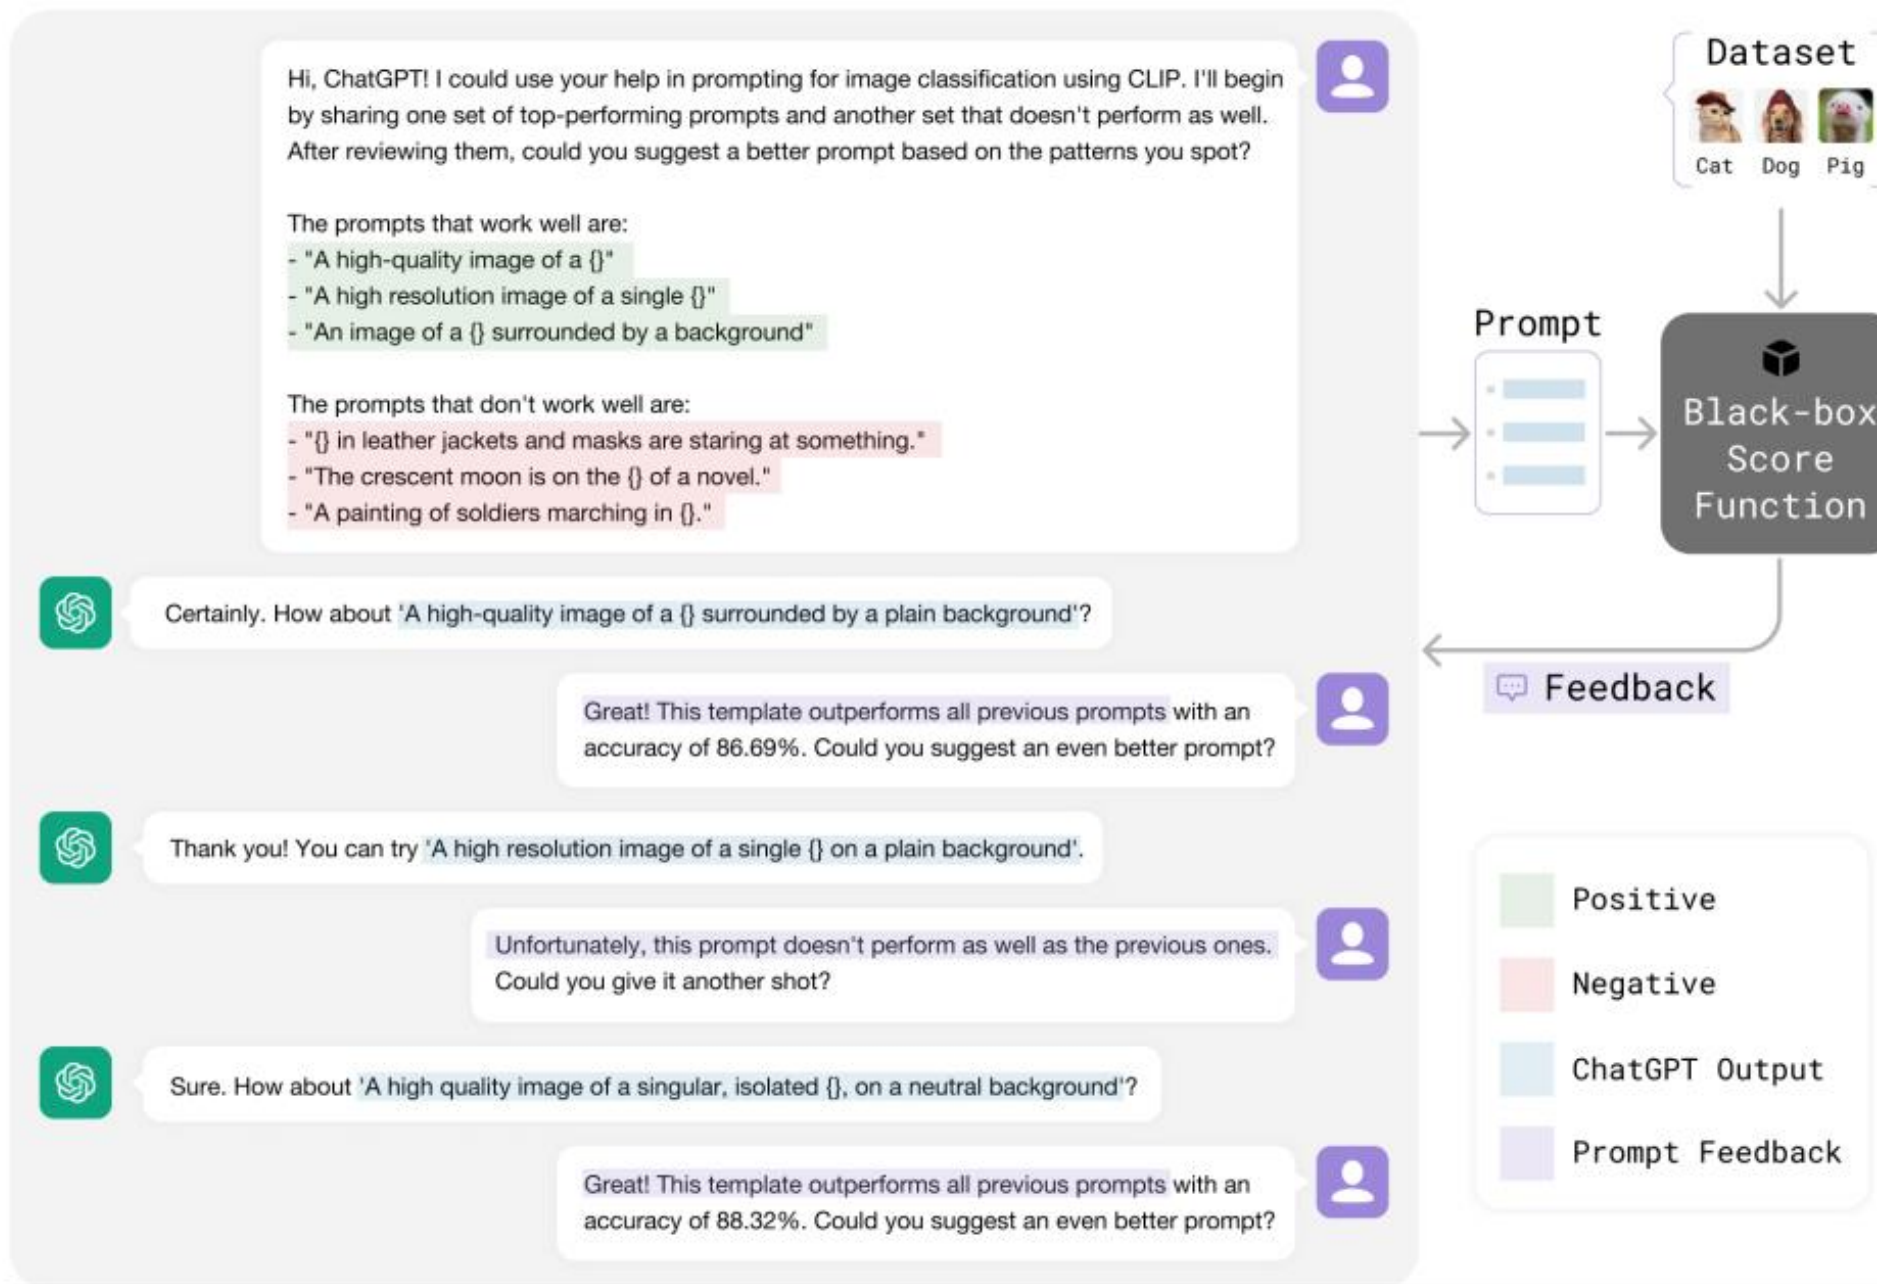 Hi, ChatGPT! I could use your help in prompting for image classification using CLIP. I'll begin
by sharing one set of top-performing prompts and another set that doesn't perform as well.
After reviewing them, could you suggest a better prompt based on the patterns you spot?
The prompts that work well are:
- "A high-quality image of a {}"
- "A high resolution image of a single {}"
- "An image of a {} surrounded by a background"
The prompts that don't work well are:
- "{} in leather jackets and masks are staring at something."
- "The crescent moon is on the {} of a novel."
- "A painting of soldiers marching in {}."
Certainly. How about 'A high-quality image of a {} surrounded by a plain background'?
Great! This template outperforms all previous prompts with an
accuracy of 86.69%. Could you suggest an even better prompt?
Thank you! You can try 'A high resolution image of a single {} on a plain background'.
Unfortunately, this prompt doesn't perform as well as the previous ones.
Could you give it another shot?
Sure. How about 'A high quality image of a singular, isolated {}, on a neutral background'?
Great! This template outperforms all previous prompts with an
accuracy of 88.32%. Could you suggest an even better prompt?
Dataset
Cat Dog Pig
Prompt
Black-box
Score
Function
Feedback
Positive
Negative
ChatGPT Output
Prompt Feedback